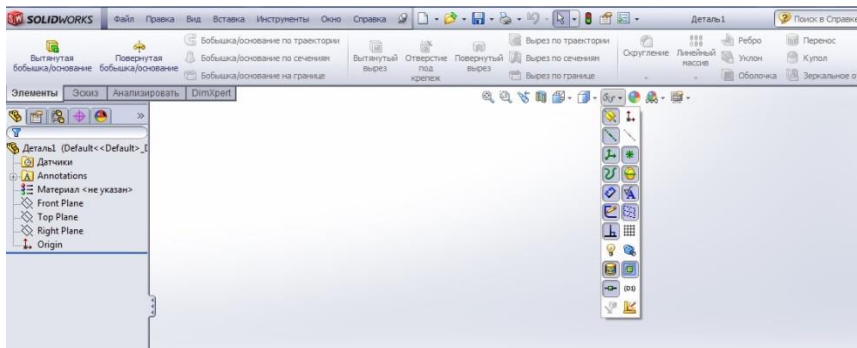 SOLIDWORKS Файл Правка Вид Вставка Инструменты Окно Справка Деталь1 Поиск в Справке
Вытянутая бобышка/основание
Повернутая бобышка/основание
Бобышка/основание по траектории
Бобышка/основание по сечениям
Бобышка/основание на границе
Вытянутый вырез
Отверстие под крепеж
Повернутый вырез
Вырез по траектории
Вырез по сечениям
Вырез по границе
Скругление
Линейный массив
Ребро
Уклон
Оболочка
Перенос
Купол
Зеркальное о
Элементы Эскиз Анализировать DimXpert
Деталь1 (Default<<Default>_D
Датчики
Annotations
Материал <не указан>
Front Plane
Top Plane
Right Plane
Origin
(D1)